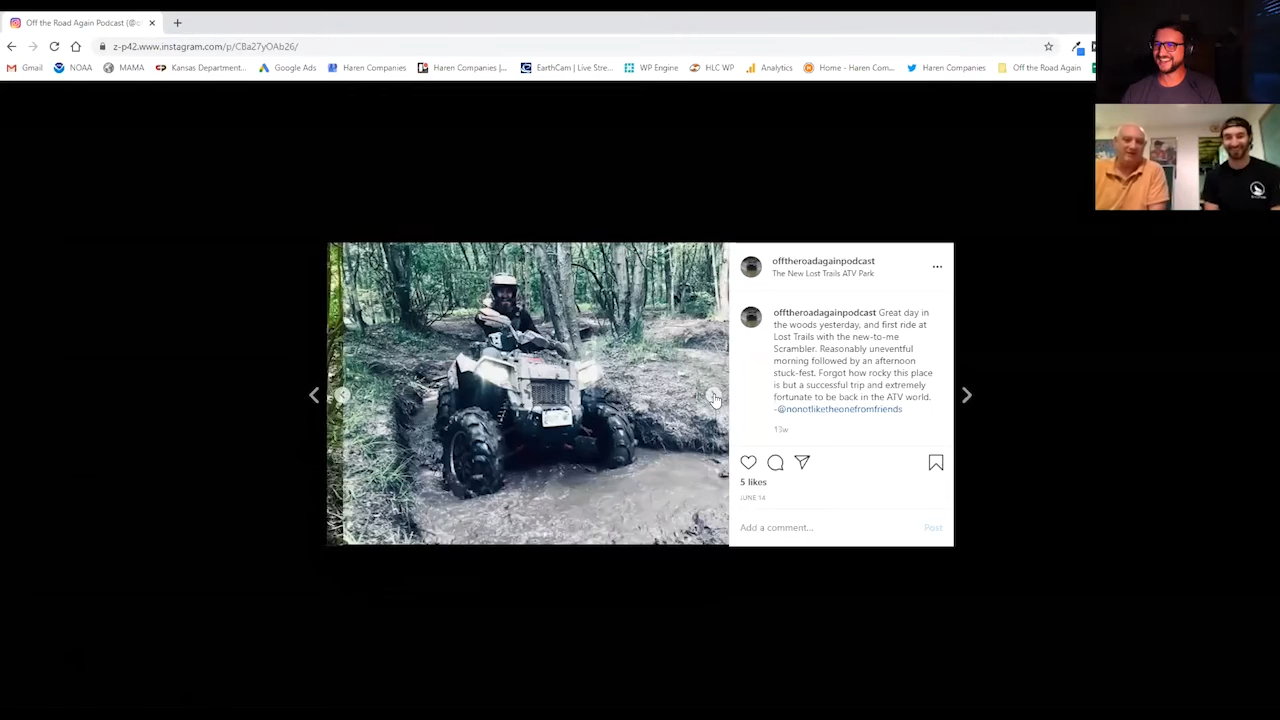 Off the Road Again Podcast (@c
z-p42.www.instagram.com/p/CBa27yOAb26/
Gmail NOAA MAMA Kansas Department... Google Ads Haren Companies Haren Companies |... EarthCam | Live Stre... WP Engine HLC WP Analytics Home - Haren Com... Haren Companies Off the Road Again
offtheroadagainpodcast
The New Lost Trails ATV Park
offtheroadagainpodcast Great day in
the woods yesterday, and first ride at
Lost Trails with the new-to-me
Scrambler. Reasonably uneventful
morning followed by an afternoon
stuck-fest. Forgot how rocky this place
is but a successful trip and extremely
fortunate to be back in the ATV world.
-@nonotliketheonefromfriends
13w
5 likes
JUNE 14
Add a comment...
Post